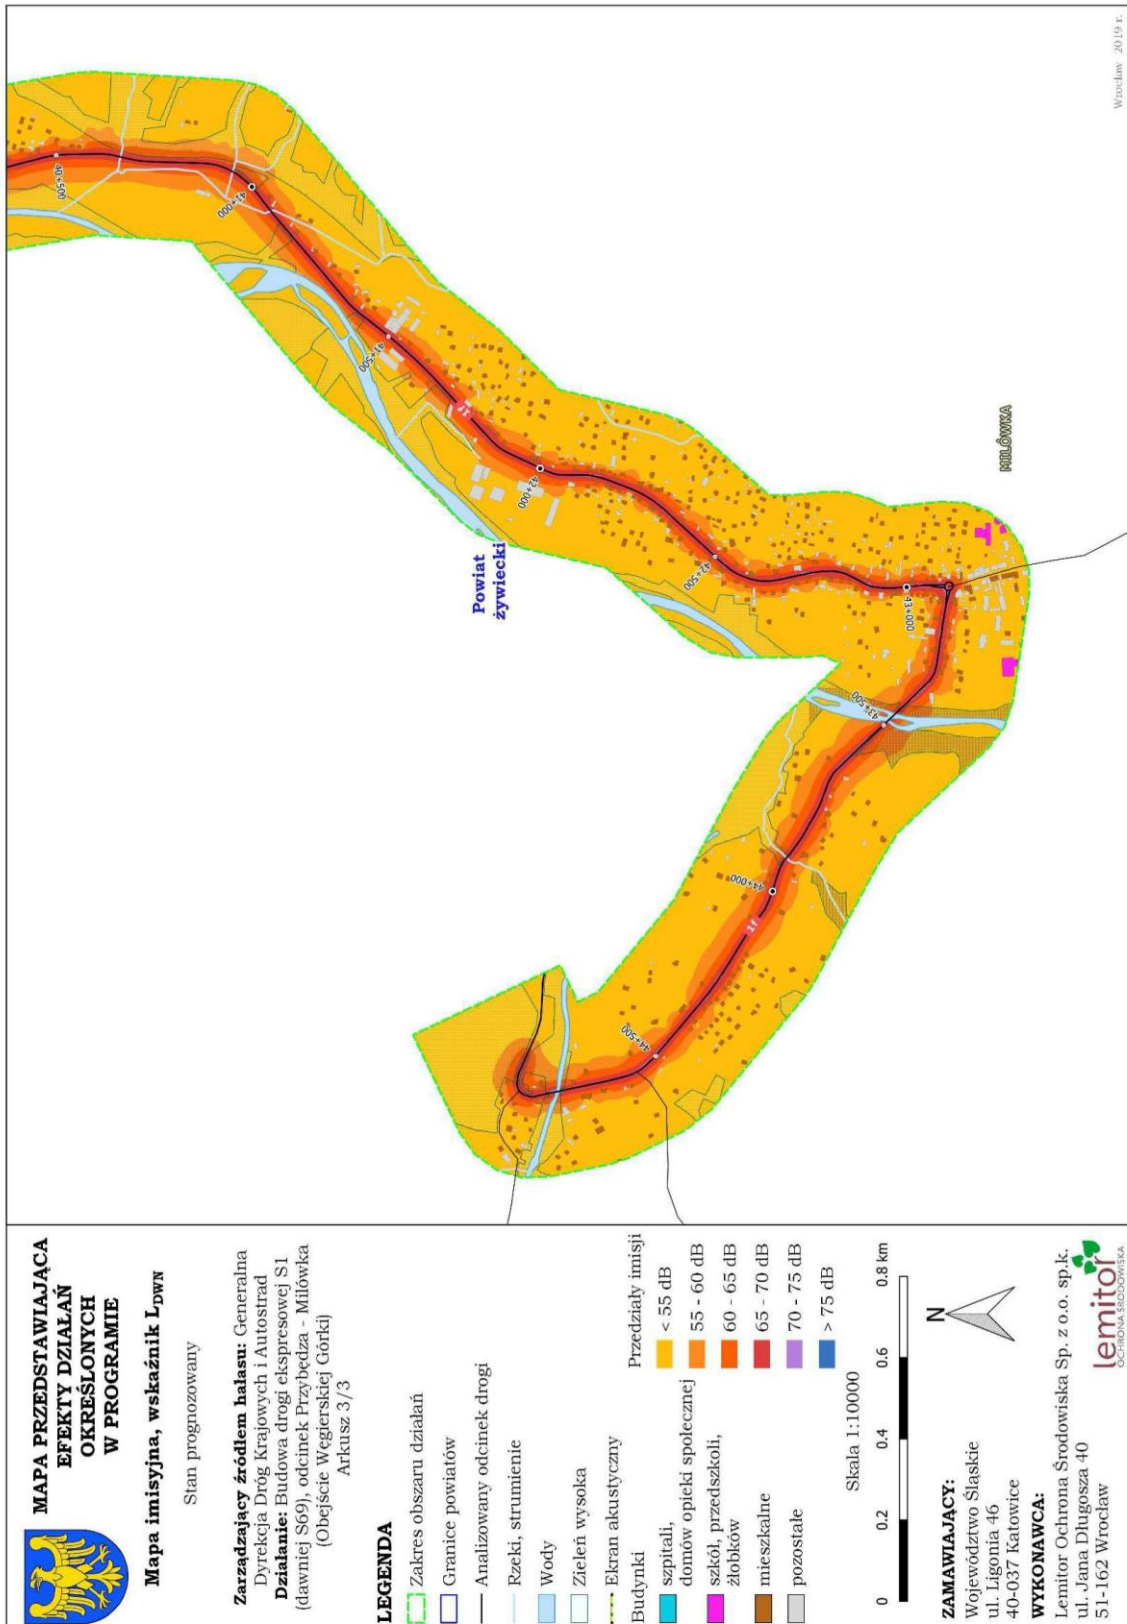 MAPA PRZEDSTAWIAJĄCA
EFEKTY DZIAŁAŃ
OKREŚLONYCH
W PROGRAMIE
Mapa imisyjna, wskaźnik LDWN
Stan prognozowany
Zarządzający źródłem hałasu: Generalna
Dyrekcja Dróg Krajowych i Autostrad
Działanie: Budowa drogi ekspresowej S1
(dawniej S69), odcinek Przybędza - Milówka
(Obejście Węgierskiej Górki)
Arkusz 3/3
LEGENDA
Zakres obszaru działań
Granice powiatów
Analizowany odcinek drogi
Rzeki, strumienie
Wody
Zieleń wysoka
Ekran akustyczny
Budynki
szpitali,
domów opieki społecznej
szkół, przedszkoli,
żłobków
mieszkalne
pozostałe
Przedziały imisji
< 55 dB
55 - 60 dB
60 - 65 dB
65 - 70 dB
70 - 75 dB
> 75 dB
Skala 1:10000
0
0.2
0.4
0.6
0.8 km
ZAMAWIAJĄCY:
Województwo Śląskie
ul. Ligonia 46
40-037 Katowice
N
WYKONAWCA:
Lemitor Ochrona Środowiska Sp. z o.o. sp.k.
ul. Jana Długosza 40
51-162 Wrocław
lemitor
OCHRONA ŚRODOWISKA
40+500
41+000
41+500
1f
42+000
Powiat
żywiecki
42+500
43+000
MILÓWKA
43+500
44+000
1f
44+500
Wrocław 2019 r.